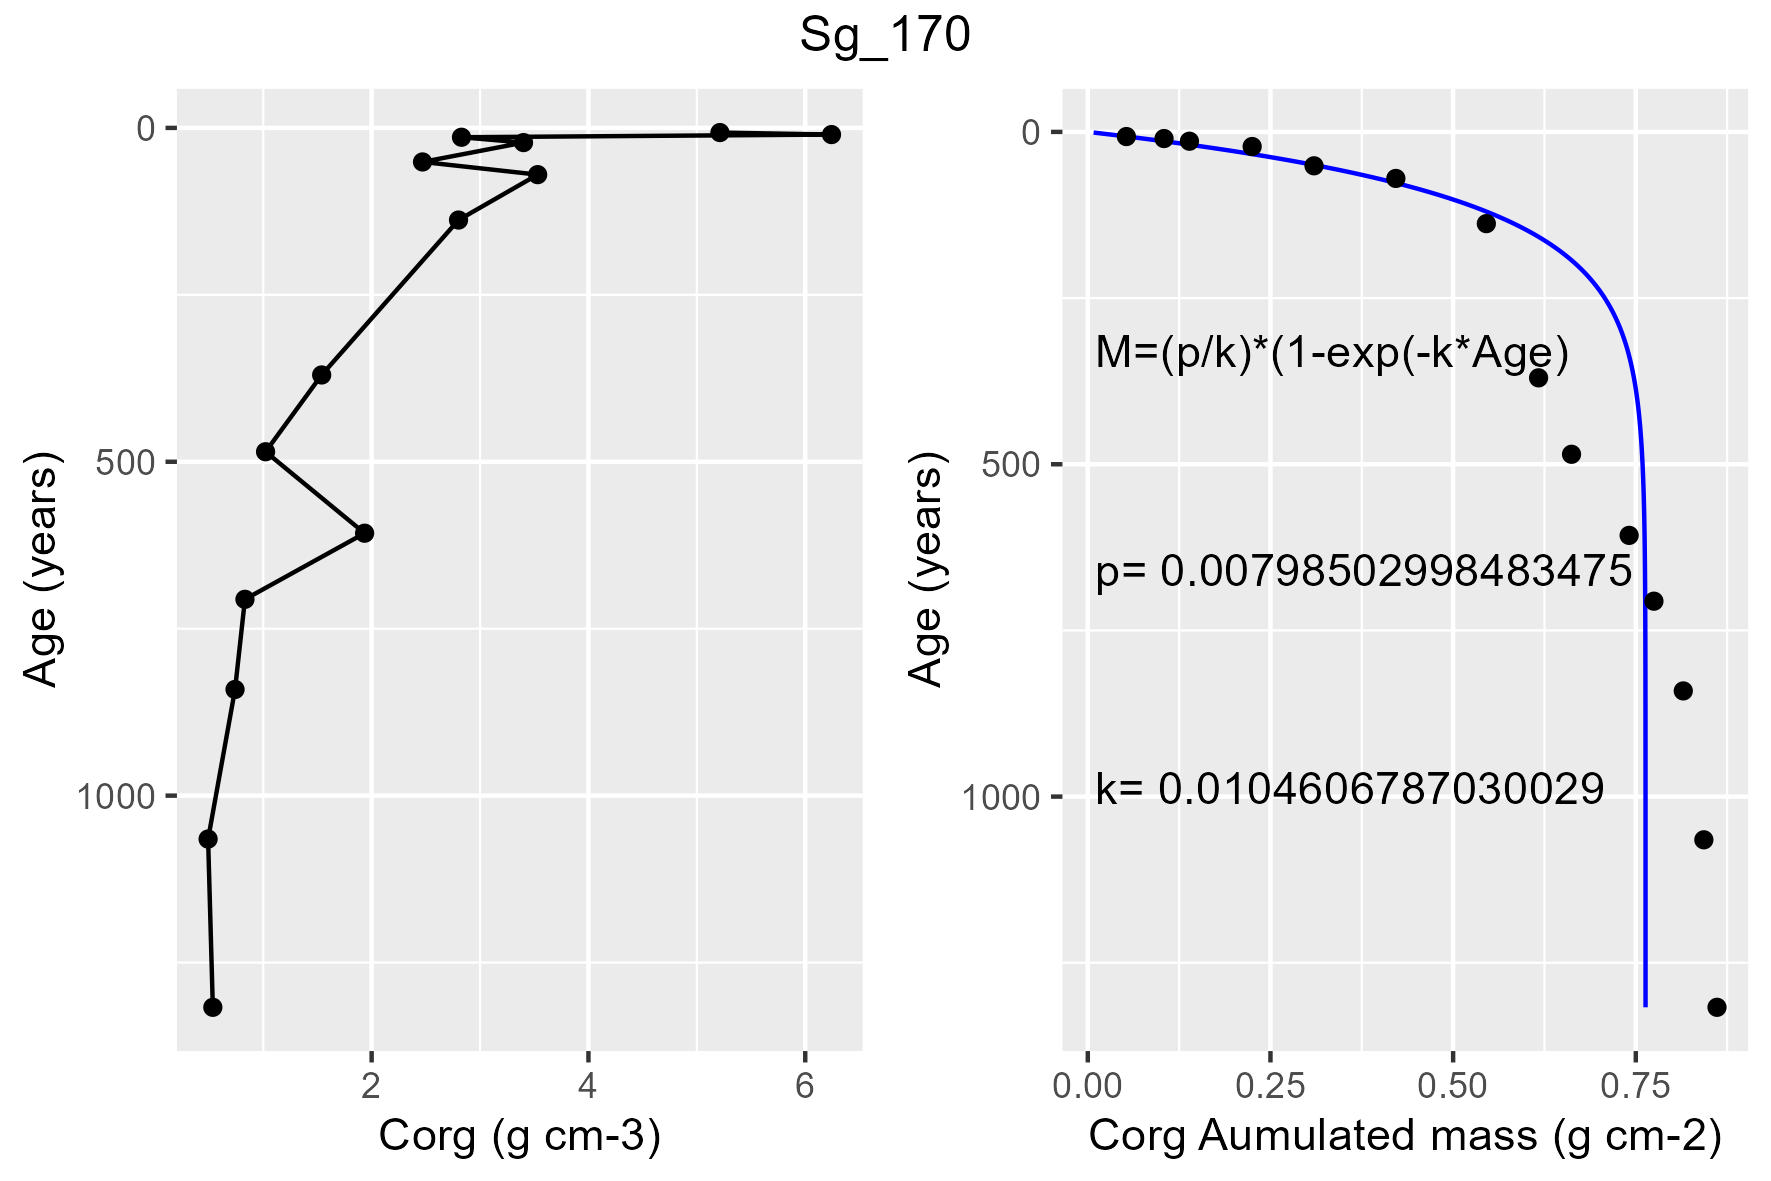 Sg_170
Age (years)
0
500
1000
2
4
6
Corg (g cm-3)
Age (years)
0
500
1000
M=(p/k)*(1-exp(-k*Age)
p= 0.00798502998483475
k= 0.0104606787030029
0.00
0.25
0.50
0.75
Corg Aumulated mass (g cm-2)